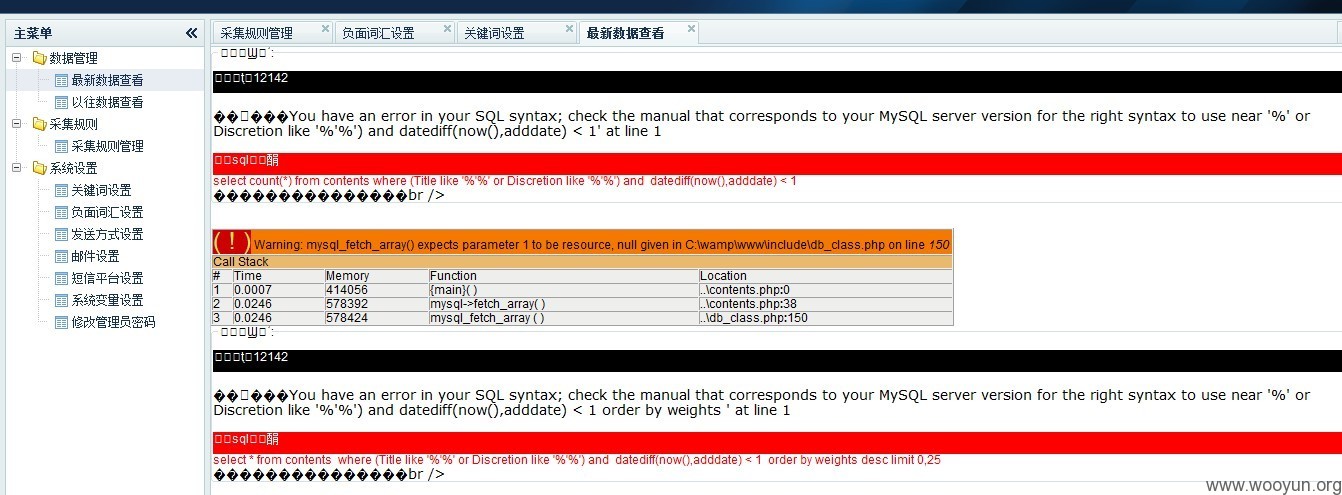 主菜单
采集规则管理
负面词汇设置
关键词设置
最新数据查看
数据管理
最新数据查看
以往数据查看
采集规则
采集规则管理
系统设置
关键词设置
负面词汇设置
发送方式设置
邮件设置
短信平台设置
系统变量设置
修改管理员密码
12142
You have an error in your SQL syntax; check the manual that corresponds to your MySQL server version for the right syntax to use near '%' or
Discretion like '%'%') and datediff(now(),adddate) < 1' at line 1
sql
select count(*) from contents where (Title like '%'%' or Discretion like '%'%') and datediff(now(),adddate) < 1
br />
( ! ) Warning: mysql_fetch_array() expects parameter 1 to be resource, null given in C:\wamp\www\include\db_class.php on line 150
Call Stack
# Time Memory Function Location
1 0.0007 414056 {main}( ) ..\contents.php:0
2 0.0246 578392 mysql->fetch_array( ) ..\contents.php:38
3 0.0246 578424 mysql_fetch_array ( ) ..\db_class.php:150
12142
You have an error in your SQL syntax; check the manual that corresponds to your MySQL server version for the right syntax to use near '%' or
Discretion like '%'%') and datediff(now(),adddate) < 1 order by weights ' at line 1
sql
select * from contents where (Title like '%'%' or Discretion like '%'%') and datediff(now(),adddate) < 1 order by weights desc limit 0,25
br />
www.wooyun.org